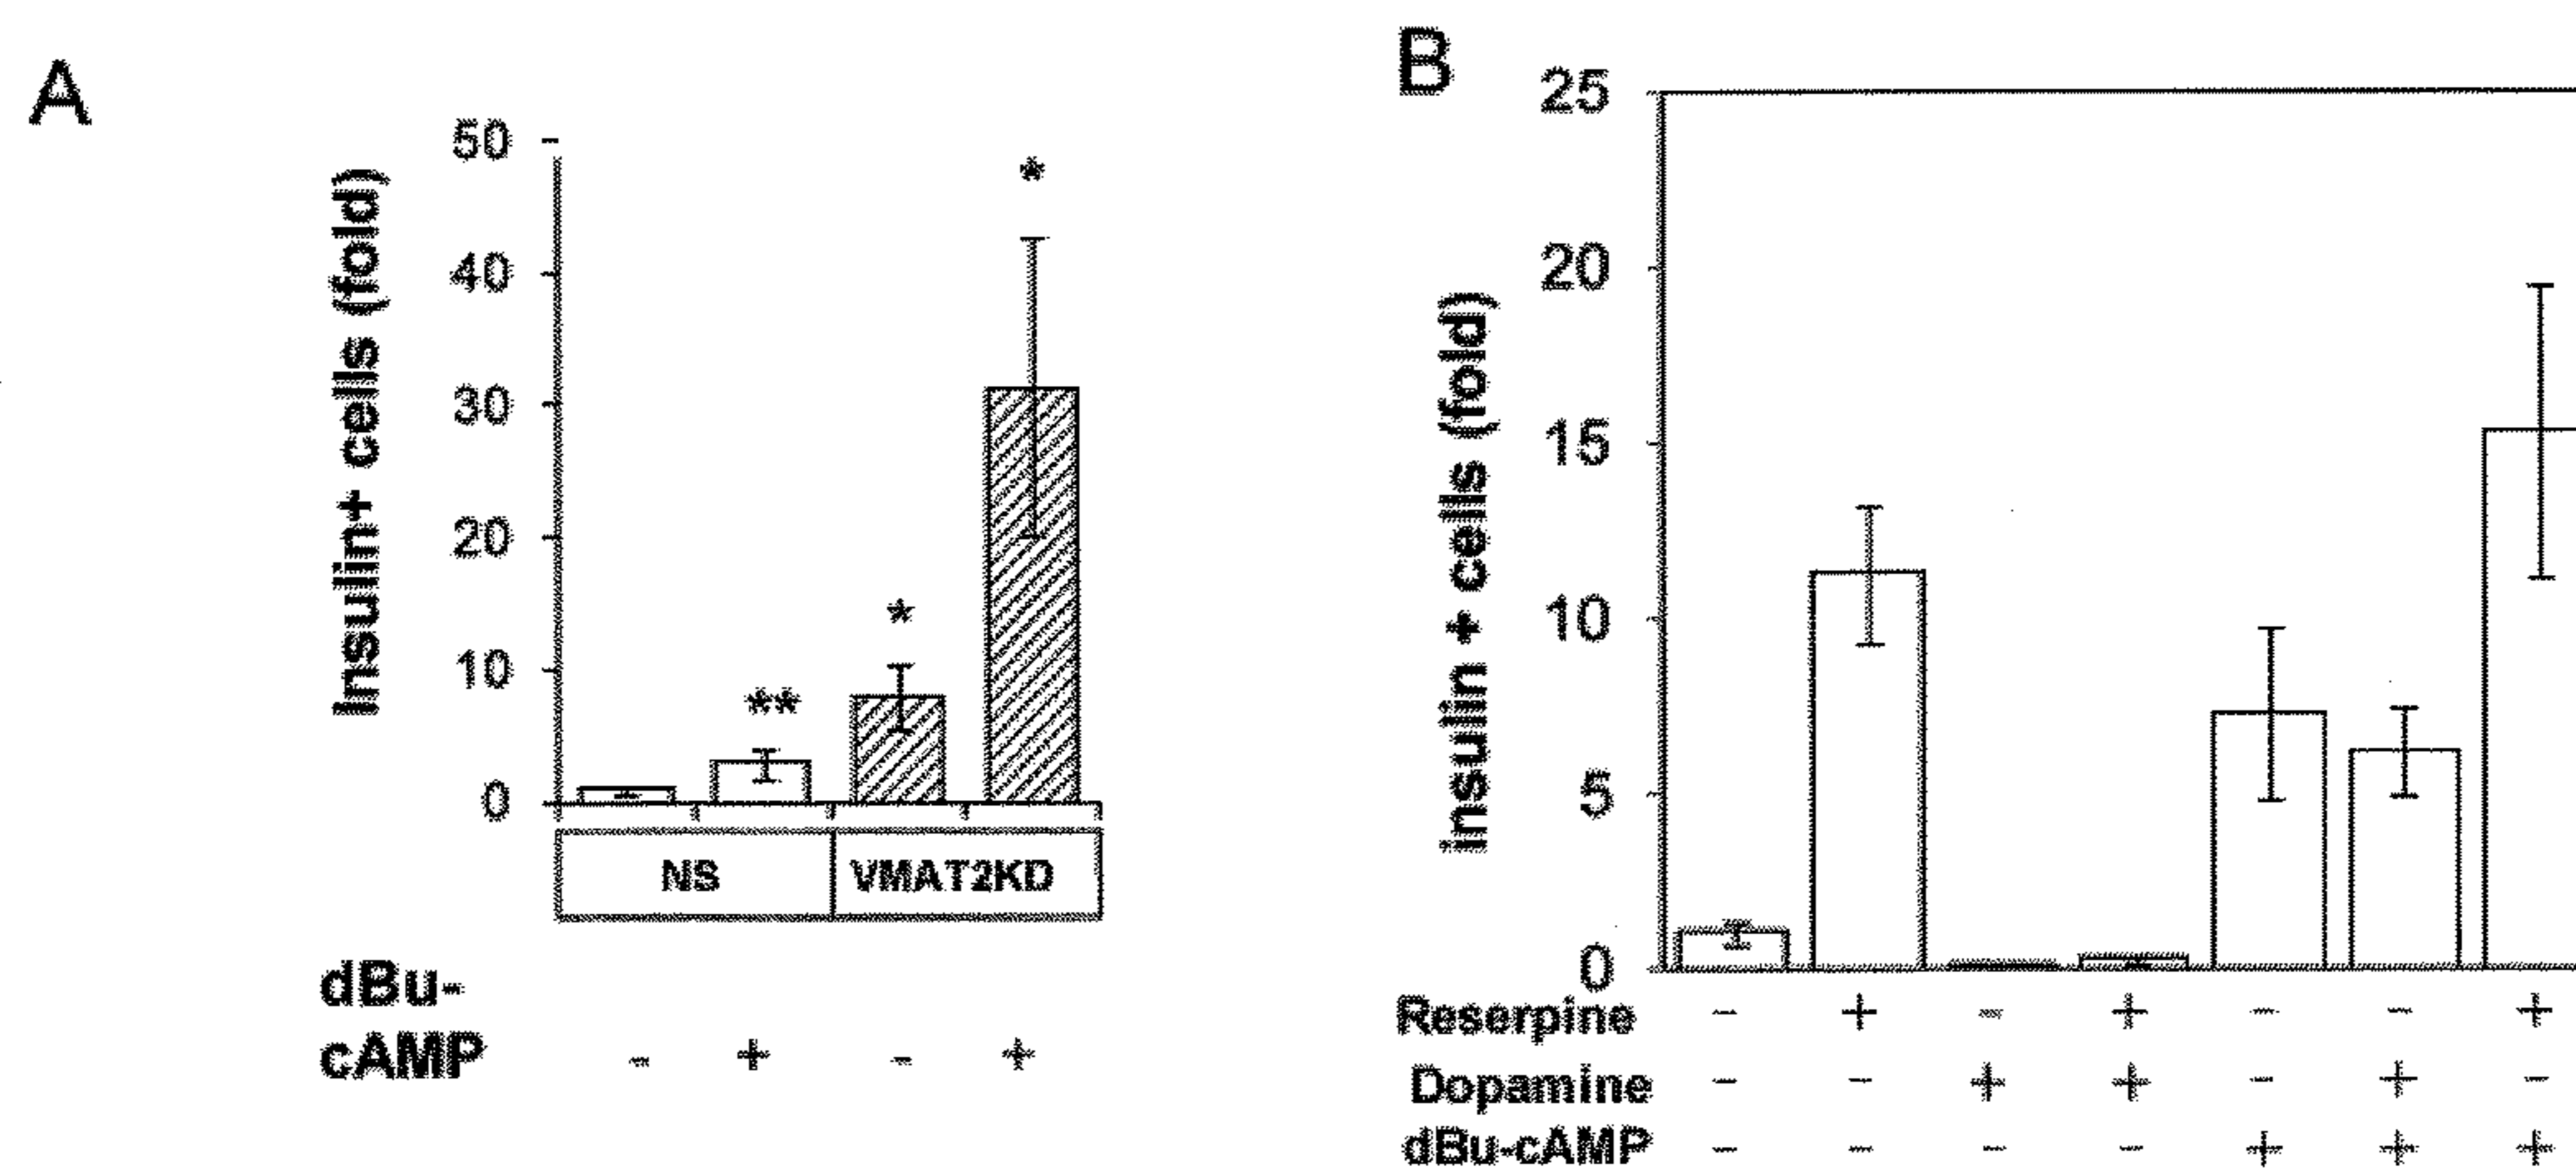 A
Insulin+ cells (fold)
50
40
30
20
10
0
*
**
*
NS VMAT2KD
dBu-
cAMP - + - +
B
insulin + cells (fold)
25
20
15
10
5
0
Reserpine - + - + - - +
Dopamine - - + + - + -
dBu-cAMP - - - - + + +